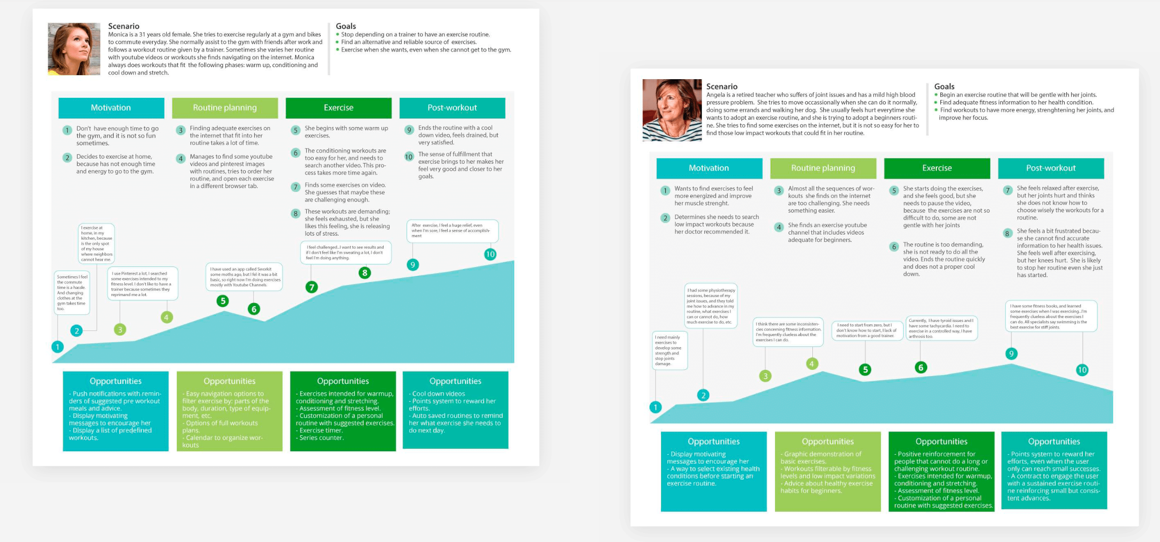 Scenario
Monica is a 31 years old female. She tries to exercise regularly at a gym and bikes
to commute everyday. She normally assist to the gym with friends after work and
follows a workout routine given by a trainer. Sometimes she varies her routine
with youtube videos or workouts she finds navigating on the internet. Monica
always does workouts that fit the following phases: warm up, conditioning and
cool down and stretch.
Goals
Stop depending on a trainer to have an exercise routine.
Find an alternative and reliable source of exercises.
Exercise when she wants, even when she cannot get to the gym.
Motivation
Routine planning
Exercise
Post-workout
1 Don't have enough time to go
the gym, and it is not so fun
sometimes.
2 Decides to exercise at home,
because has not enough time
and energy to go to the gym.
3 Finding adequate exercises on
the internet that fit into her
routine takes a lot of time.
4 Manages to find some youtube
videos and pinterest images
with routines, tries to order her
routine, and open each exercise
in a different browser tab.
5 She begins with some warm up
exercises.
6 The conditioning workouts are
too easy for her, and needs to
search another video. This pro-
cess takes more time again.
7 Finds some exercises on video.
She guesses that maybe these
are challenging enough.
8 These workouts are demanding;
she feels exhausted, but she
likes this feeling, she is releasing
lots of stress.
9 Ends the routine with a cool
down video, feels drained, but
very satisfied.
10 The sense of fulfillment that
exercise brings to her makes her
feel very good and closer to her
goals.
Sometimes I feel
the commute
time is a hurdle.
And changing
clothes at the
gym takes time
too.
I exercise at
home, in my
kitchen, because
is the only spot
of my house
where neighbors
cannot hear me
I use Pinterest a lot, I searched
some exercises intended to my
fitness level. I don't like to have a
trainer because sometimes they
reprimand me a lot.
I have used an app called Sworkit
some moths ago, but I felt it was a bit
basic, so right now I'm doing exercises
mostly with Youtube Channels
I feel challenged, I want to see results and
if I don't feel like I'm sweating a lot, I don't
feel I'm doing anything.
After exercise, I feel a huge relief, even
when I'm sore, I feel a sense of accomplish-
ment
1
2
3
4
5
6
7
8
9
10
Opportunities
- Push notifications with remin-
ders of suggested pre workout
meals and advice.
- Display motivating
messages to encourage her
- Display a list of predefined
workouts.
Opportunities
- Easy navigation options to
filter exercise by: parts of the
body, duration, type of equip-
ment, etc.
- Options of full workouts
plans.
- Calendar to organize wor-
kouts
Opportunities
- Exercises intended for warmup,
conditioning and stretching.
- Assessment of fitness level.
- Customization of a personal
routine with suggested exercises.
- Exercise timer.
- Series counter.
Opportunities
- Cool down videos
- Points system to reward her
efforts.
- Auto saved routines to remind
her what exercise she needs to
do next day.
Scenario
Angela is a retired teacher who suffers of joint issues and has a mild high blood
pressure problem. She tries to move occasionally when she can do it normally,
doing some errands and walking her dog. She usually feels hurt everytime she
wants to adopt an exercise routine, and she is trying to adopt a beginners routi-
ne. She tries to find some exercises on the internet, but it is not so easy for her to
find those low impact workouts that could fit in her routine.
Goals
Begin an exercise routine that will be gentle with her.
Find adequate fitness information to her health condition.
Find workouts to have more energy, strengthening her joints, and
improve her focus.
Motivation
Routine planning
Exercise
Post-workout
1 Wants to find exercises to feel
more energized and improve
her muscle strength.
2 Determines she needs to search
low impact workouts because
her doctor recommended it.
3 Almost all the sequences of wor-
kouts she finds on the internet
are too challenging. She needs
something easier.
4 She finds an exercise youtube
channel that includes videos
adequate for beginners.
5 She starts doing the exercises,
and she feels good, but she
needs to pause the video,
because the exercises are not so
difficult to do, some are not
gentle with her joints
6 The routine is too demanding,
she is not ready to do all the
video. Ends the routine quickly
and does not a proper cool
down.
7 She feels relaxed after exercise,
but her joints hurt and thinks
she does not know how to
choose wisely the workouts for a
routine.
8 She feels a bit frustrated becau-
se she cannot find accurate
information to her health issues.
She feels well after exercising,
but her knees hurt. She is likely
to stop her routine even she just
has started.
I need mainly
exercises to
develop some
strength and
stop joints
damage .
I had some physiotherapy
sessions, because of my
joint issues, and they told
me how to advance in my
routine, what exercises I
can or cannot do, how
much exercise to do, etc.
I think there are some inconsisten-
cies concerning fitness information.
I'm frequently clueless about the
exercises I can do.
I need to start from zero, but I
don't know how to start. I lack of
motivation from a good trainer.
Currently, I have tyroid issues and I
have some tachycardia. I need to
exercise in a controlled way. I have
arthrosis too.
I have some fitness books, and learned
some exercises when I was exercising. I'm
frequently clueless about the exercises I
can do. All specialists say swimming is the
best exercise for stiff joints.
1
2
3
4
5
6
9
10
Opportunities
- Display motivating
messages to encourage her
- A way to select existing health
conditions before starting an
exercise routine.
Opportunities
- Graphic demonstration of
basic exercises.
- Workouts filterable by fitness
levels and low impact variations
- Advice about healthy exercise
habits for beginners.
Opportunities
- Positive reinforcement for
people that cannot do a long or
challenging workout routine.
- Exercises intended for warmup,
conditioning and stretching.
- Assessment of fitness level.
- Customization of a personal
routine with suggested exercises.
Opportunities
- Points system to reward her
efforts, even when the user
only can reach small successes.
- A contract to engage the user
with a sustained exercise routi-
ne reinforcing small but consis-
tent advances.